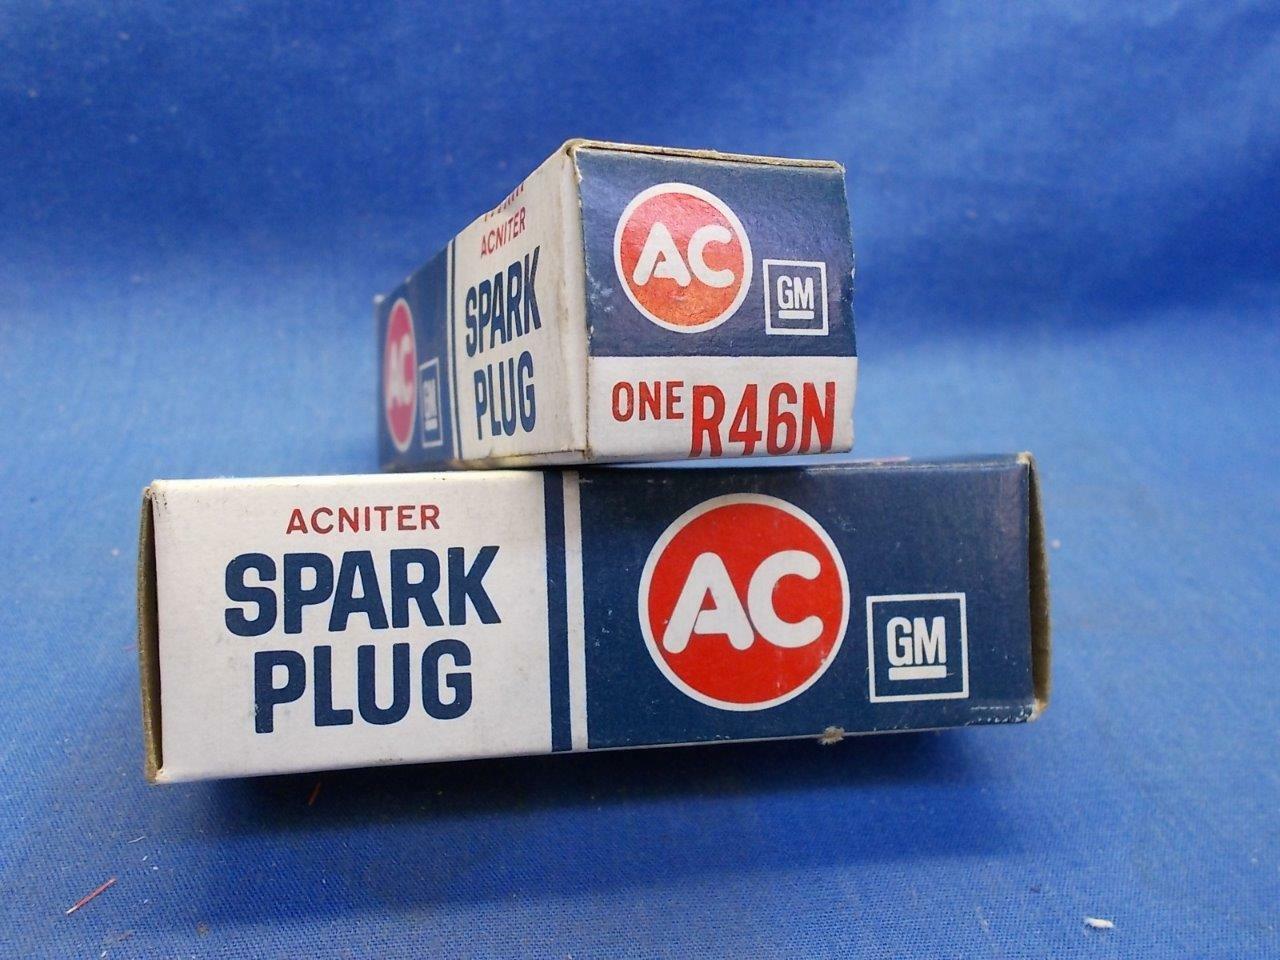 ACNITER
SPARK
PLUG
AC
GM
AC
GM
ONE R46N
ACNITER
SPARK
PLUG
AC
GM